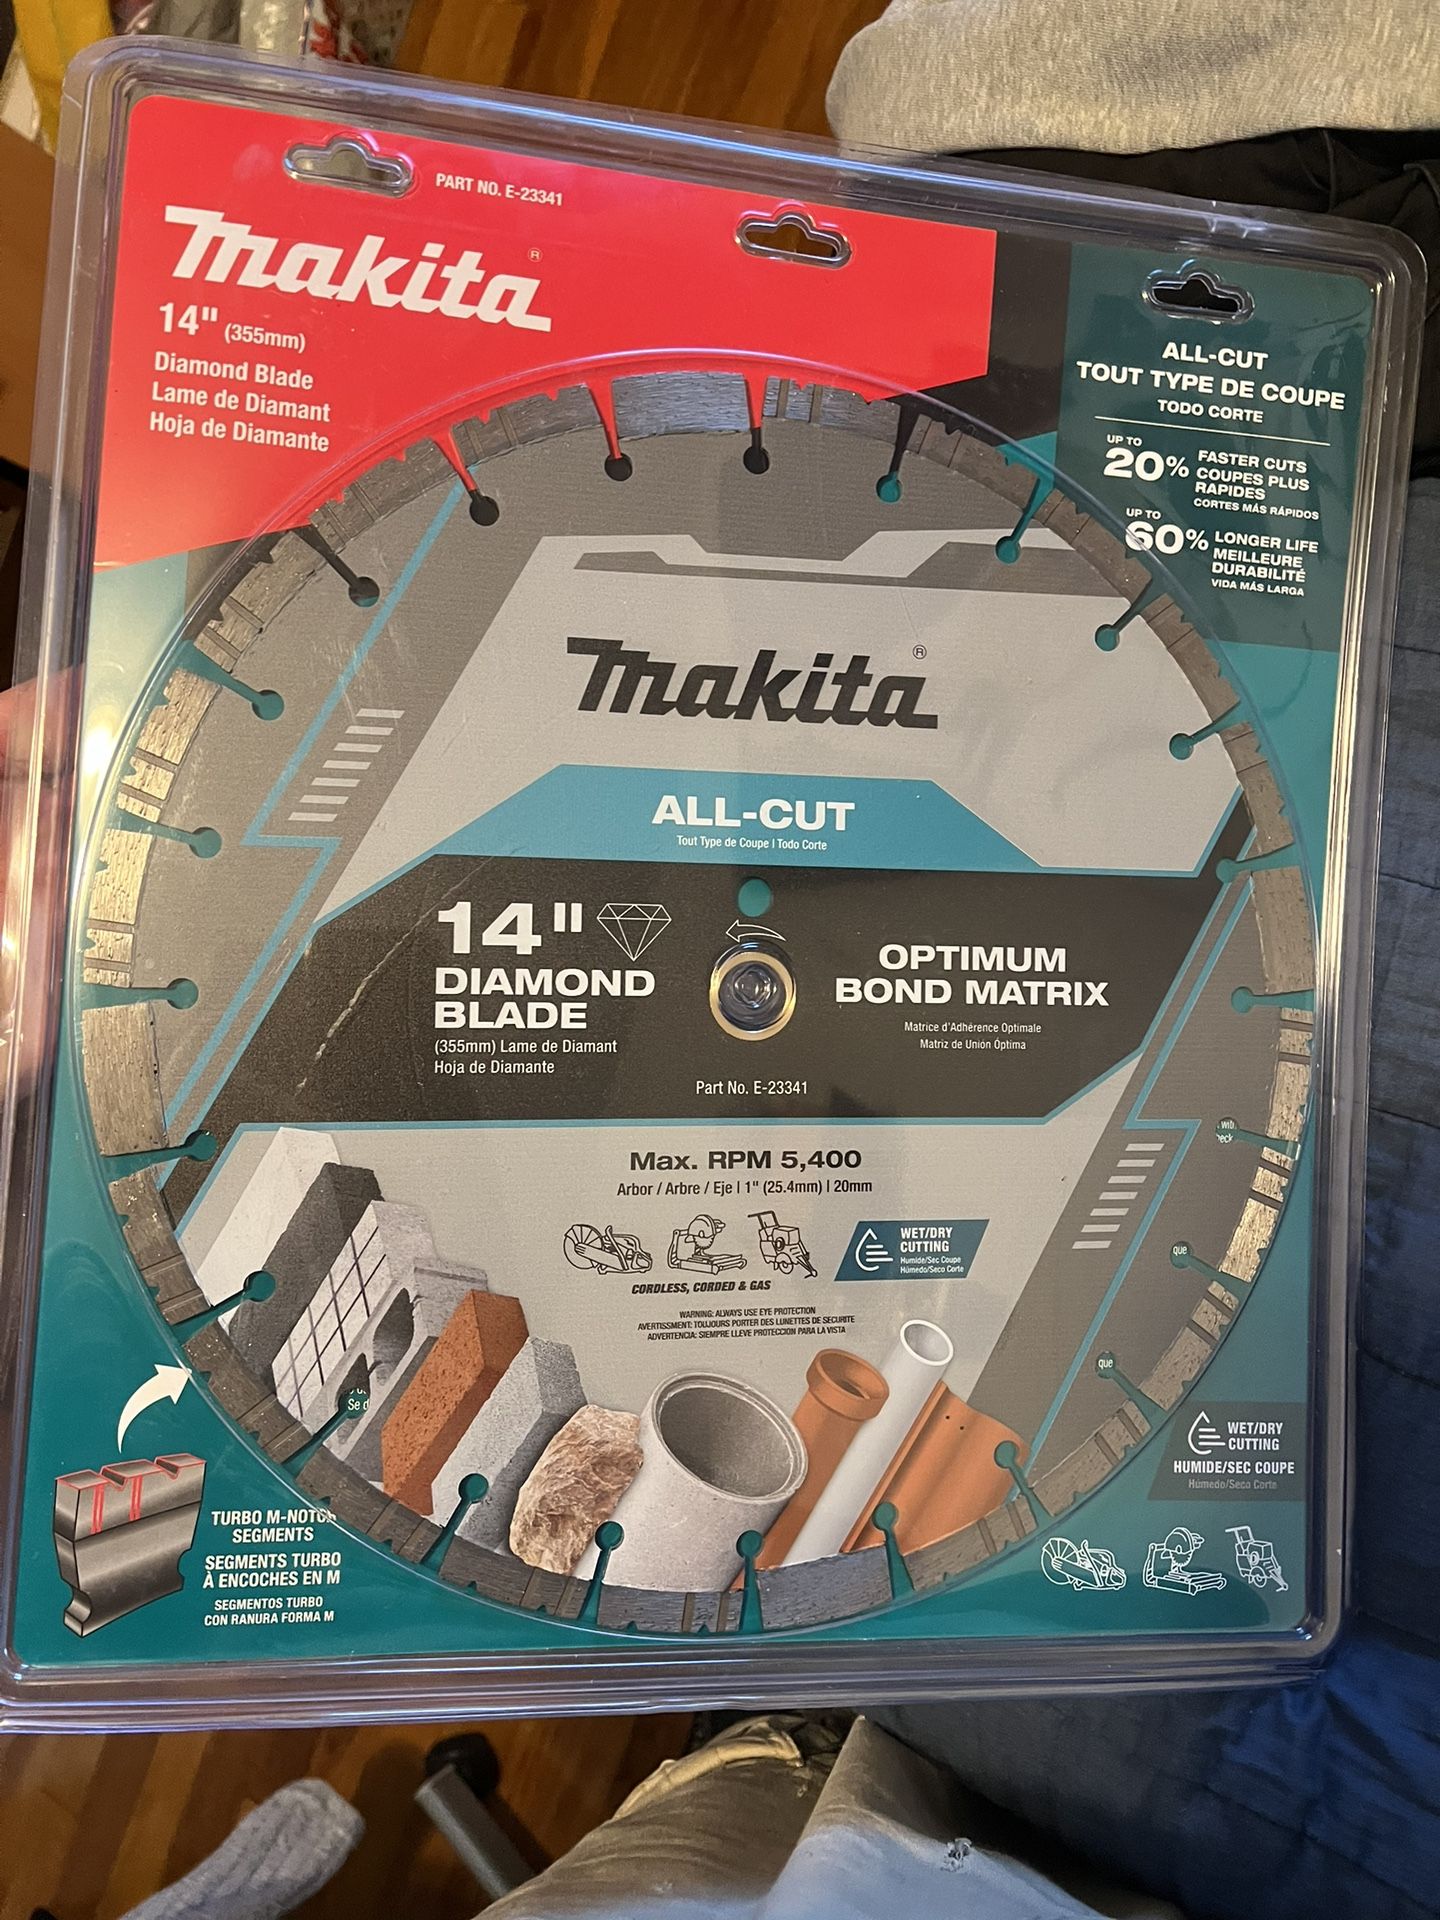 PART NO. E-23341
makita®
14" (355mm)
Diamond Blade
Lame de Diamant
Hoja de Diamante
ALL-CUT
TOUT TYPE DE COUPE
TODO CORTE
UP TO
20% FASTER CUTS
COUPES PLUS
RAPIDES
CORTES MÁS RÁPIDOS
UP TO
60% LONGER LIFE
MEILLEURE
DURABILITÉ
VIDA MÁS LARGA
makita®
ALL-CUT
Tout Type de Coupe | Todo Corte
14"
DIAMOND
BLADE
(355mm) Lame de Diamant
Hoja de Diamante
OPTIMUM
BOND MATRIX
Matrice d'Adhérence Optimale
Matriz de Unión Óptima
Part No. E-23341
Max. RPM 5,400
Arbor / Arbre / Eje | 1" (25.4mm) | 20mm
CORDLESS, CORDED & GAS
WET/DRY
CUTTING
Humide/Sec Coupe
Húmedo/Seco Corte
WARNING: ALWAYS USE EYE PROTECTION
AVERTISSMENT: TOUJOURS PORTER DES LUNETTES DE SECURITE
ADVERTENCIA: SIEMPRE LLEVE PROTECCION PARA LA VISTA
que
que
TURBO M-NOTCH
SEGMENTS
SEGMENTS TURBO
À ENCOCHES EN M
SEGMENTOS TURBO
CON RANURA FORMA M
WET/DRY
CUTTING
HUMIDE/SEC COUPE
Húmedo/Seco Corte